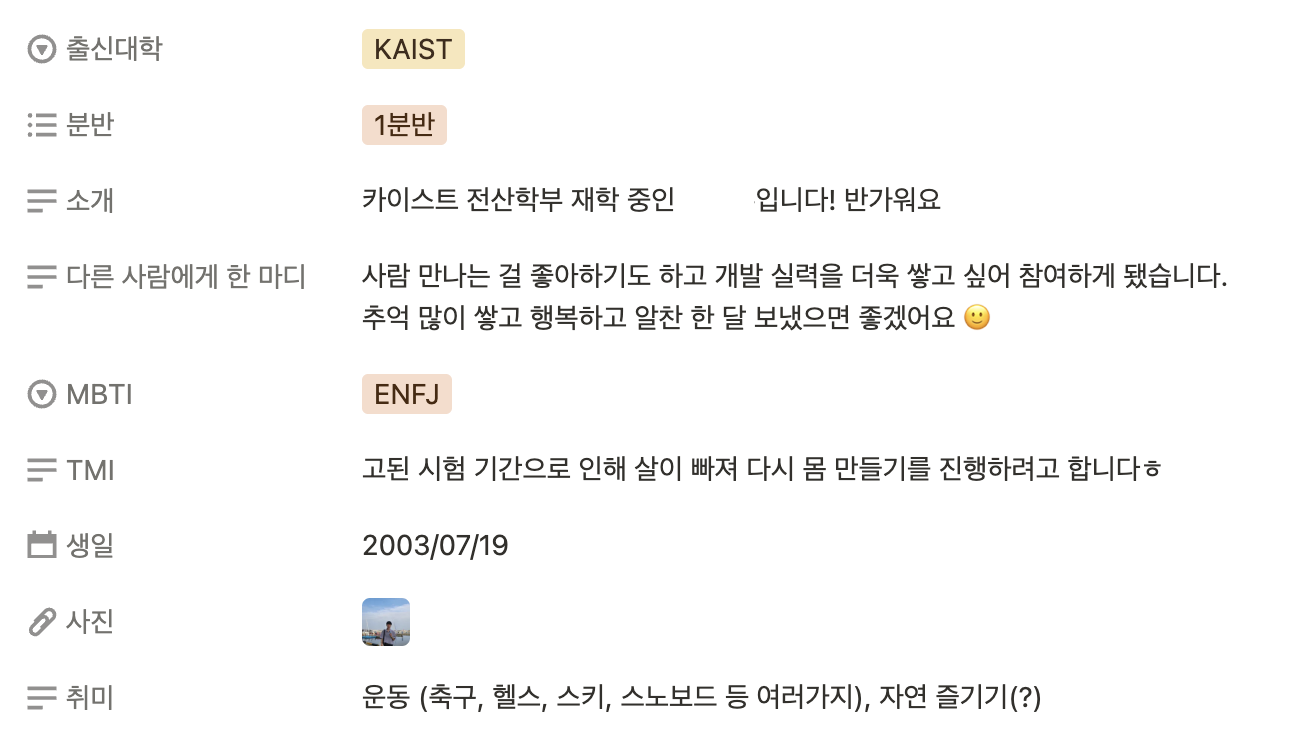 출신대학 KAIST
분반 1분반
소개 카이스트 전산학부 재학 중인 입니다! 반가워요
다른 사람에게 한 마디 사람 만나는 걸 좋아하기도 하고 개발 실력을 더욱 쌓고 싶어 참여하게 됐습니다.
추억 많이 쌓고 행복하고 알찬 한 달 보냈으면 좋겠어요 🙂
MBTI ENFJ
TMI 고된 시험 기간으로 인해 살이 빠져 다시 몸 만들기를 진행하려고 합니다ㅎ
생일 2003/07/19
사진
취미 운동 (축구, 헬스, 스키, 스노보드 등 여러가지), 자연 즐기기(?)